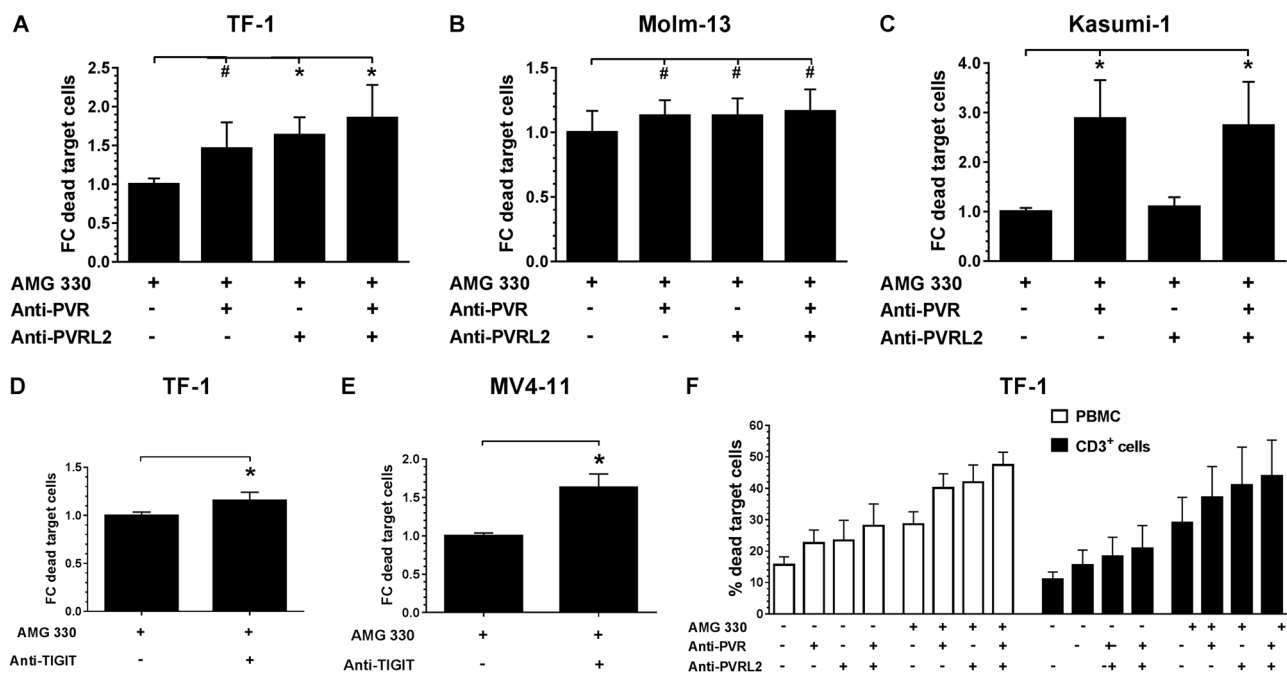 A
TF-1
FC dead target cells
2.5
2.0
1.5
1.0
0.5
0.0
# * *
AMG 330 + + + +
Anti-PVR - + - +
Anti-PVRL2 - - + +
B
Molm-13
FC dead target cells
1.5
1.0
0.5
0.0
# # #
AMG 330 + + + +
Anti-PVR - + - +
Anti-PVRL2 - - + +
C
Kasumi-1
FC dead target cells
4.0
3.0
2.0
1.0
0.0
* *
AMG 330 + + + +
Anti-PVR - + - +
Anti-PVRL2 - - + +
D
TF-1
FC dead target cells
1.5
1.0
0.5
0.0
*
AMG 330 + +
Anti-TIGIT - +
E
MV4-11
FC dead target cells
2.0
1.5
1.0
0.5
0.0
*
AMG 330 + +
Anti-TIGIT - +
F
TF-1
PBMC
CD3+ cells
% dead target cells
60
50
40
30
20
10
0
AMG 330 - - - - + + + + - - - - + + + +
Anti-PVR - + - + - + - + - - + - - + - +
Anti-PVRL2 - - + + - - + + - - -+ + - - + +